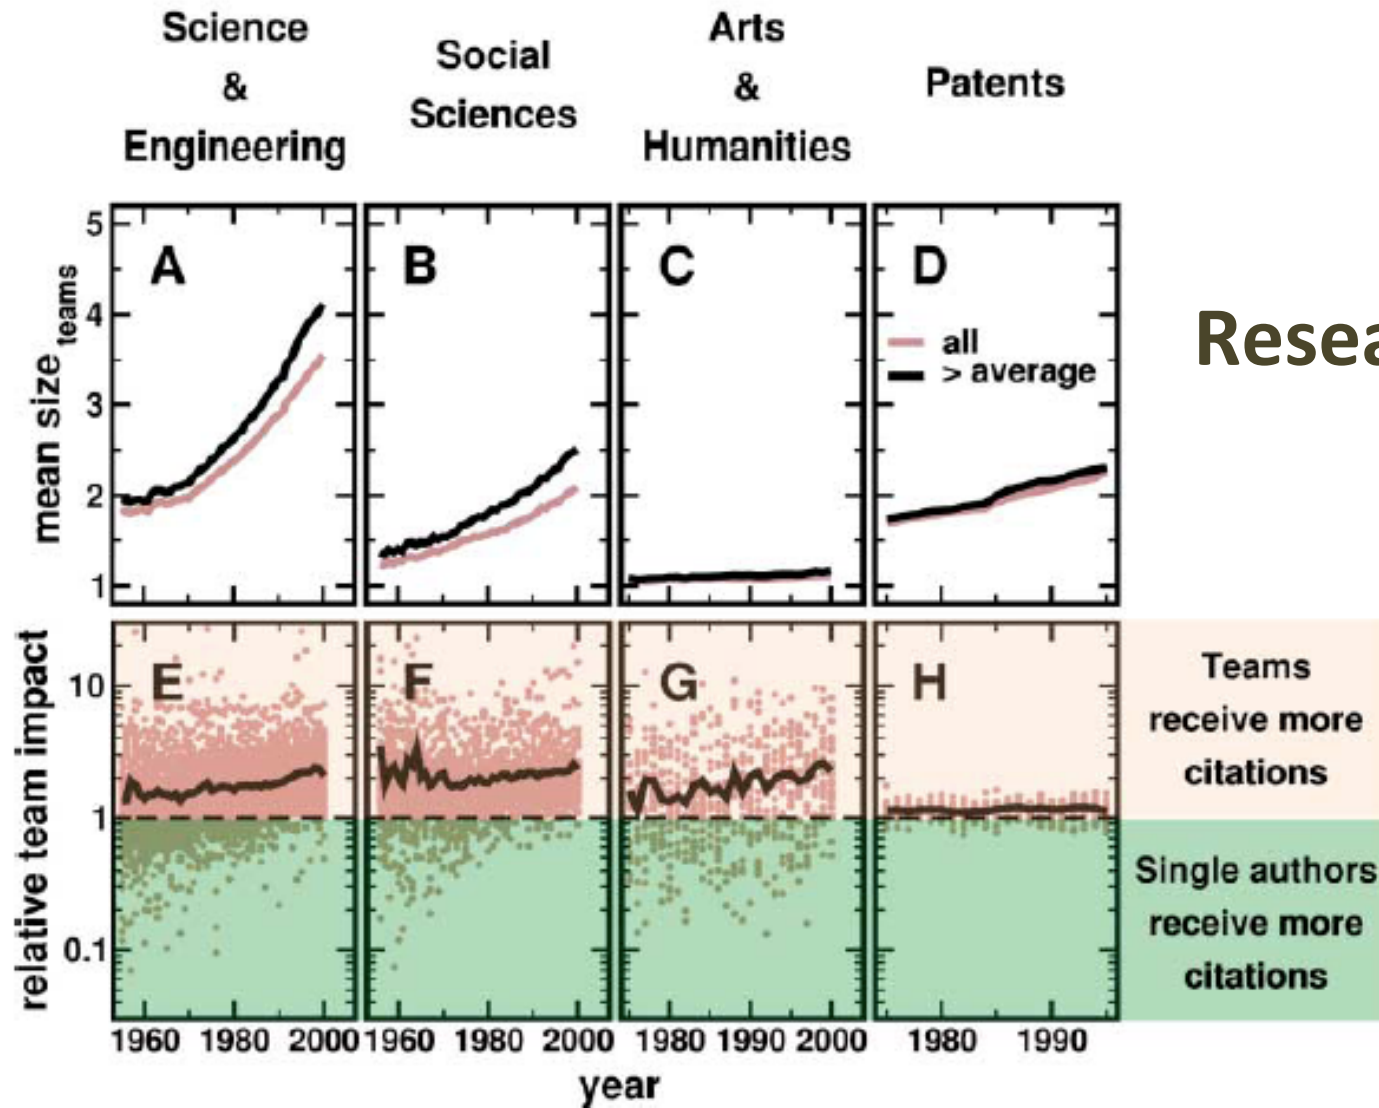 Science
&
Engineering
Social
Sciences
Arts
&
Humanities
Patents
mean size teams
5
4
3
2
1
A
B
C
D
all
> average
Resea
relative team impact
10
1
0.1
E
F
G
H
Teams
receive more
citations
Single authors
receive more
citations
1960 1980 2000
1960 1980 2000
1980 1990 2000
1980 1990
year